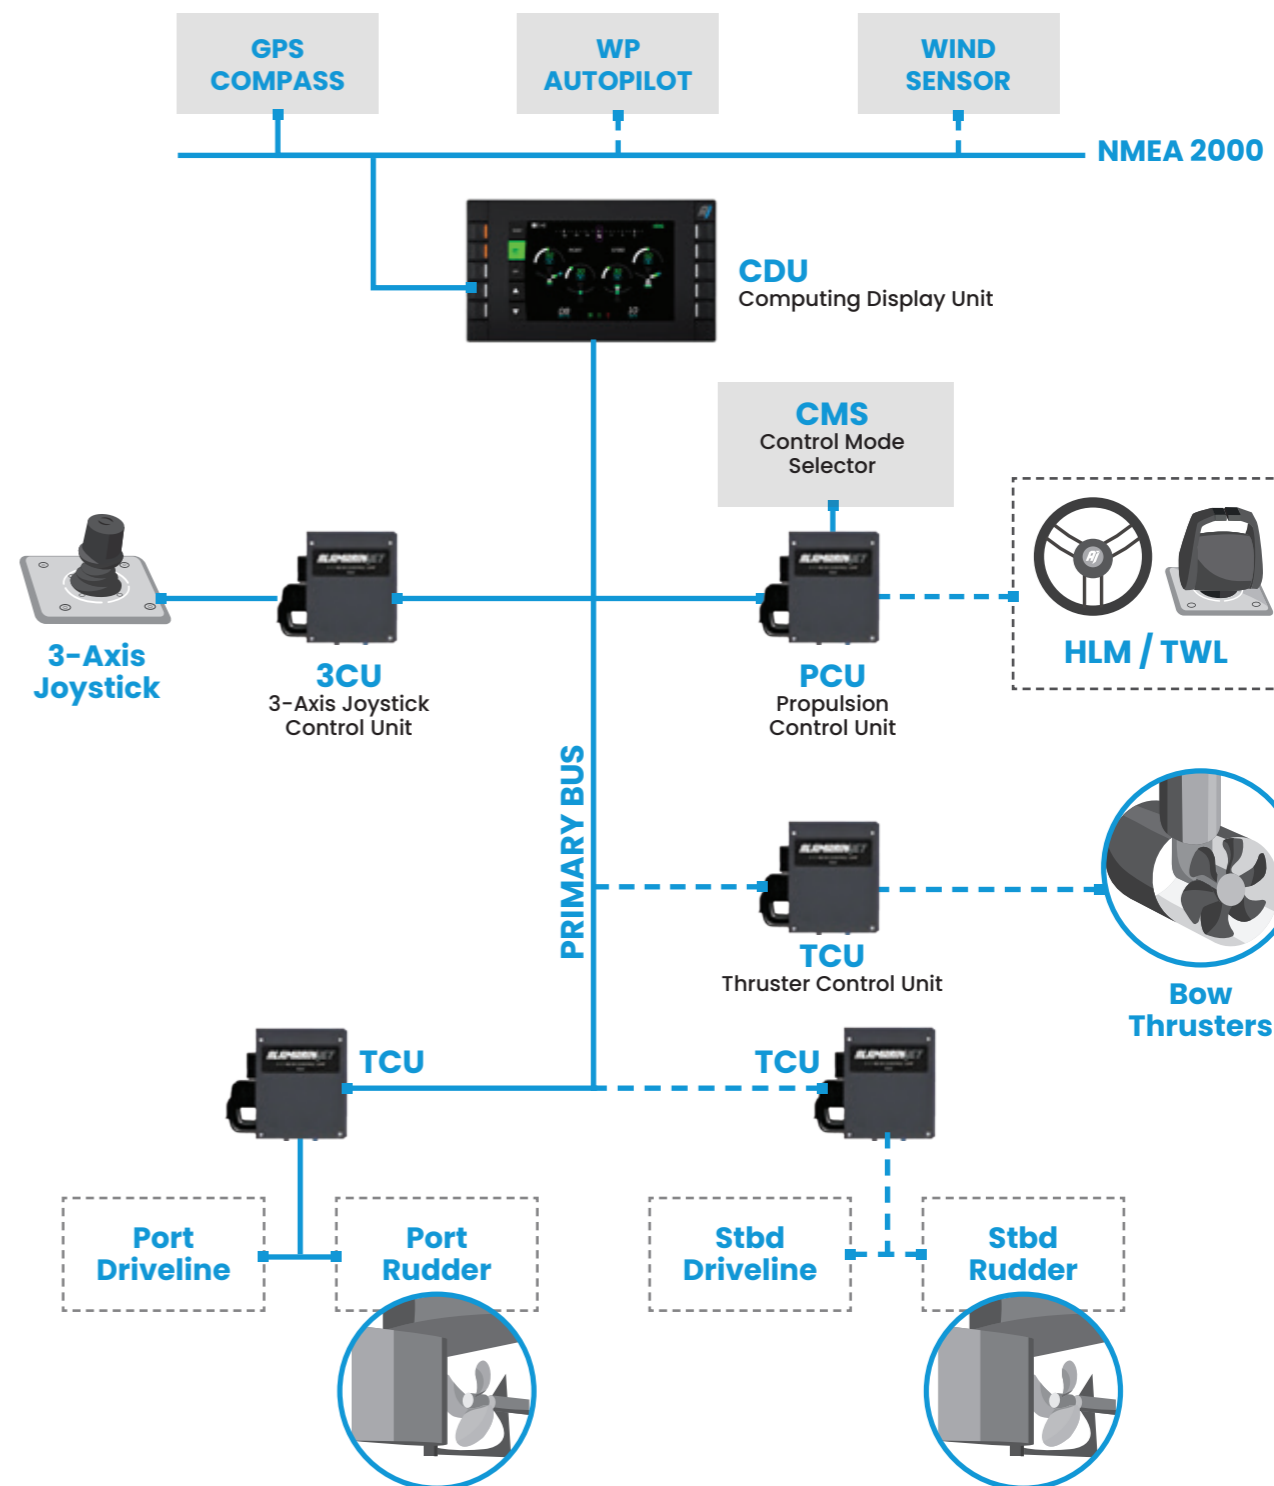 GPS
COMPASS
WP
AUTOPILOT
WIND
SENSOR
NMEA 2000
CDU
Computing Display Unit
CMS
Control Mode
Selector
3-Axis
Joystick
3CU
3-Axis Joystick
Control Unit
PCU
Propulsion
Control Unit
HLM / TWL
PRIMARY BUS
TCU
Thruster Control Unit
Bow
Thrusters
TCU
TCU
Port
Driveline
Port
Rudder
Stbd
Driveline
Stbd
Rudder